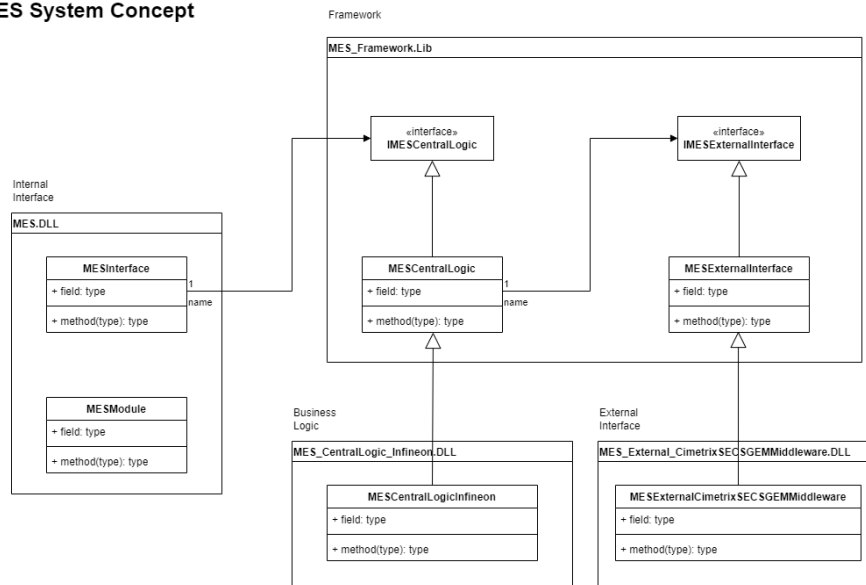 ES System Concept
Framework
MES_Framework.Lib
«interface»
IMESCentralLogic
«interface»
IMESExternalInterface
Internal
Interface
MES.DLL
MESInterface
+ field: type
+ method(type): type
1
name
MESCentralLogic
+ field: type
+ method(type): type
1
name
MESExternalInterface
+ field: type
+ method(type): type
MESModule
+ field: type
+ method(type): type
Business
Logic
MES_CentralLogic_Infineon.DLL
MESCentralLogicInfineon
+ field: type
+ method(type): type
External
Interface
MES_External_CimetrixSECSGEMMiddleware.DLL
MESExternalCimetrixSECSGEMMiddleware
+ field: type
+ method(type): type